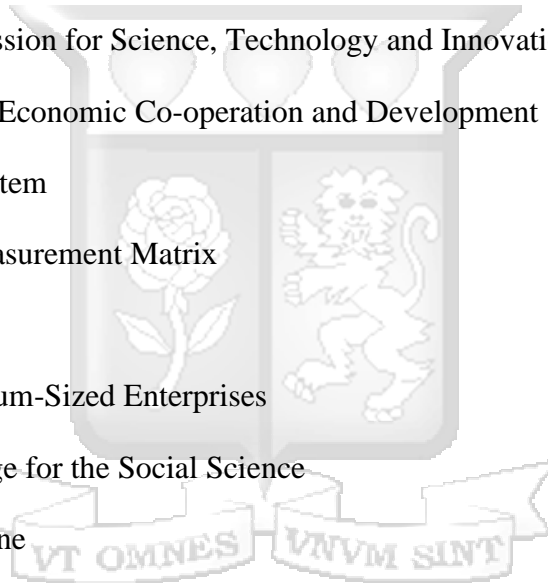 ssion for Science, Technology and Innovati
Economic Co-operation and Development
tem
asurement Matrix
um-Sized Enterprises
ge for the Social Science
ne
VT OMNES VNVM SINT